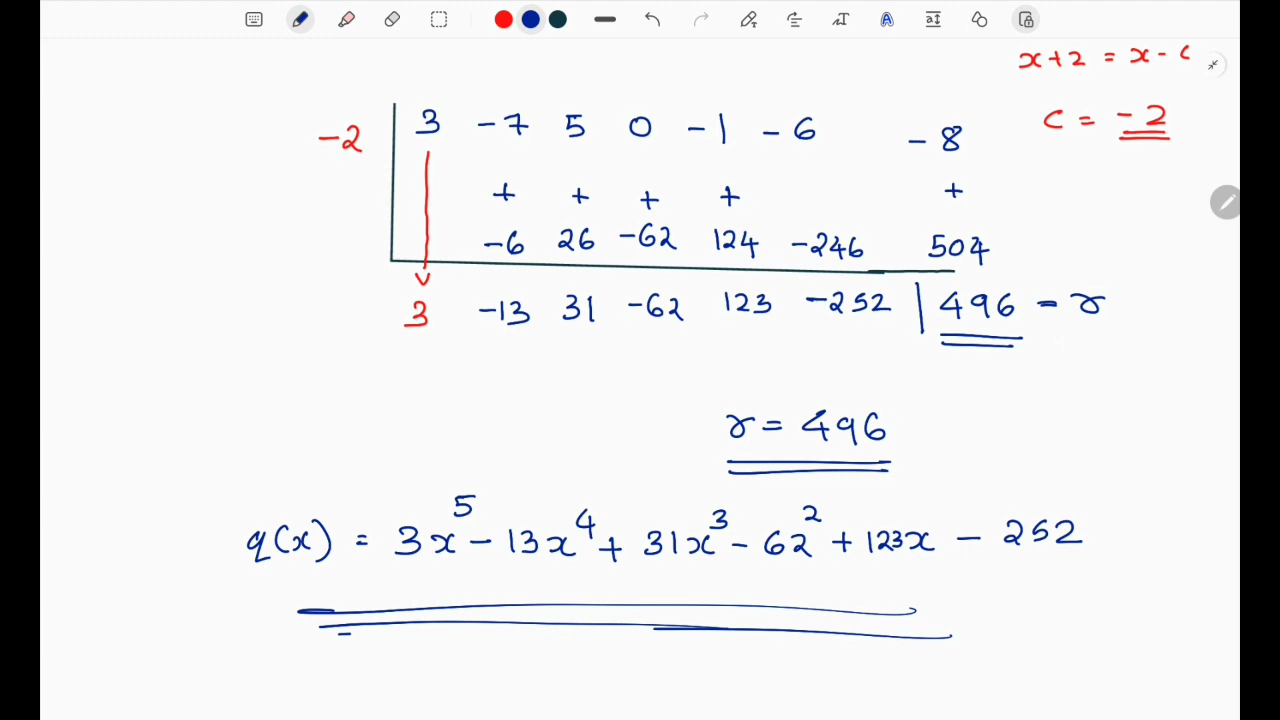 x+2 = x-c
-2 | 3 -7 5 0 -1 -6 -8
c = -2
+ + + + +
-6 26 -62 124 -246 504
3 -13 31 -62 123 -252 | 496 - r
r = 496
q(x) = 3x⁵ - 13x⁴ + 31x³ - 62² + 123x - 252